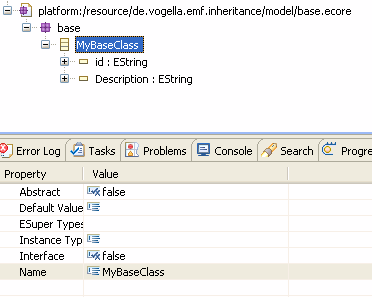 platform:/resource/de.vogella.emf.inheritance/model/base.ecore
base
MyBaseClass
id : EString
Description : EString
Error Log Tasks Problems Console Search Progre
Property Value
Abstract false
Default Value
ESuper Types
Instance Typ
Interface false
Name MyBaseClass